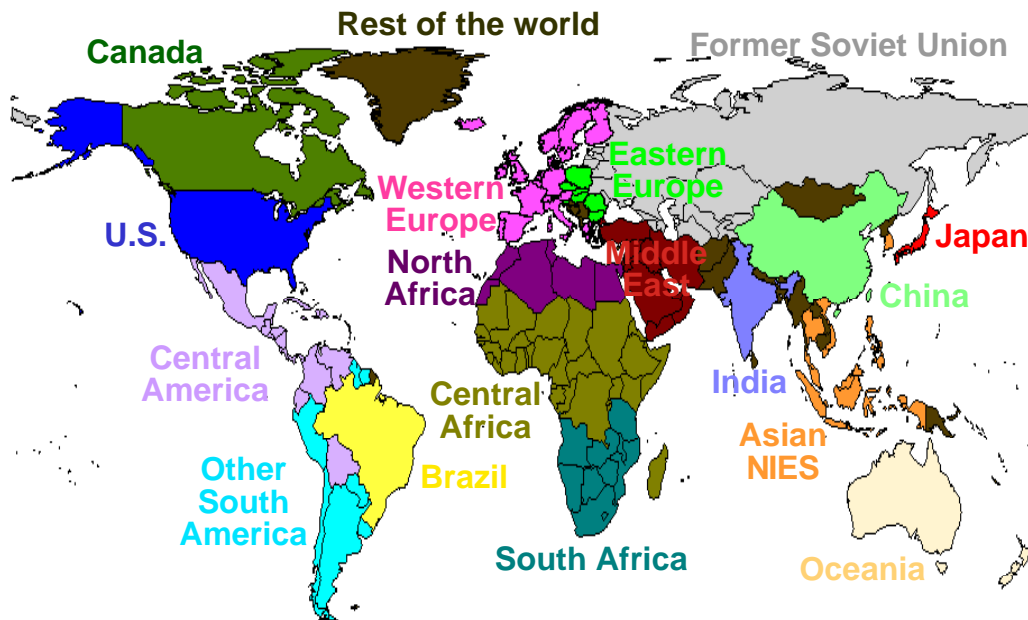 Rest of the world
Canada
Former Soviet Union
Eastern
Europe
Western
Europe
U.S.
Japan
Middle
East
North
Africa
China
Central
America
India
Central
Africa
Asian
NIES
Other
South
America
Brazil
South Africa
Oceania